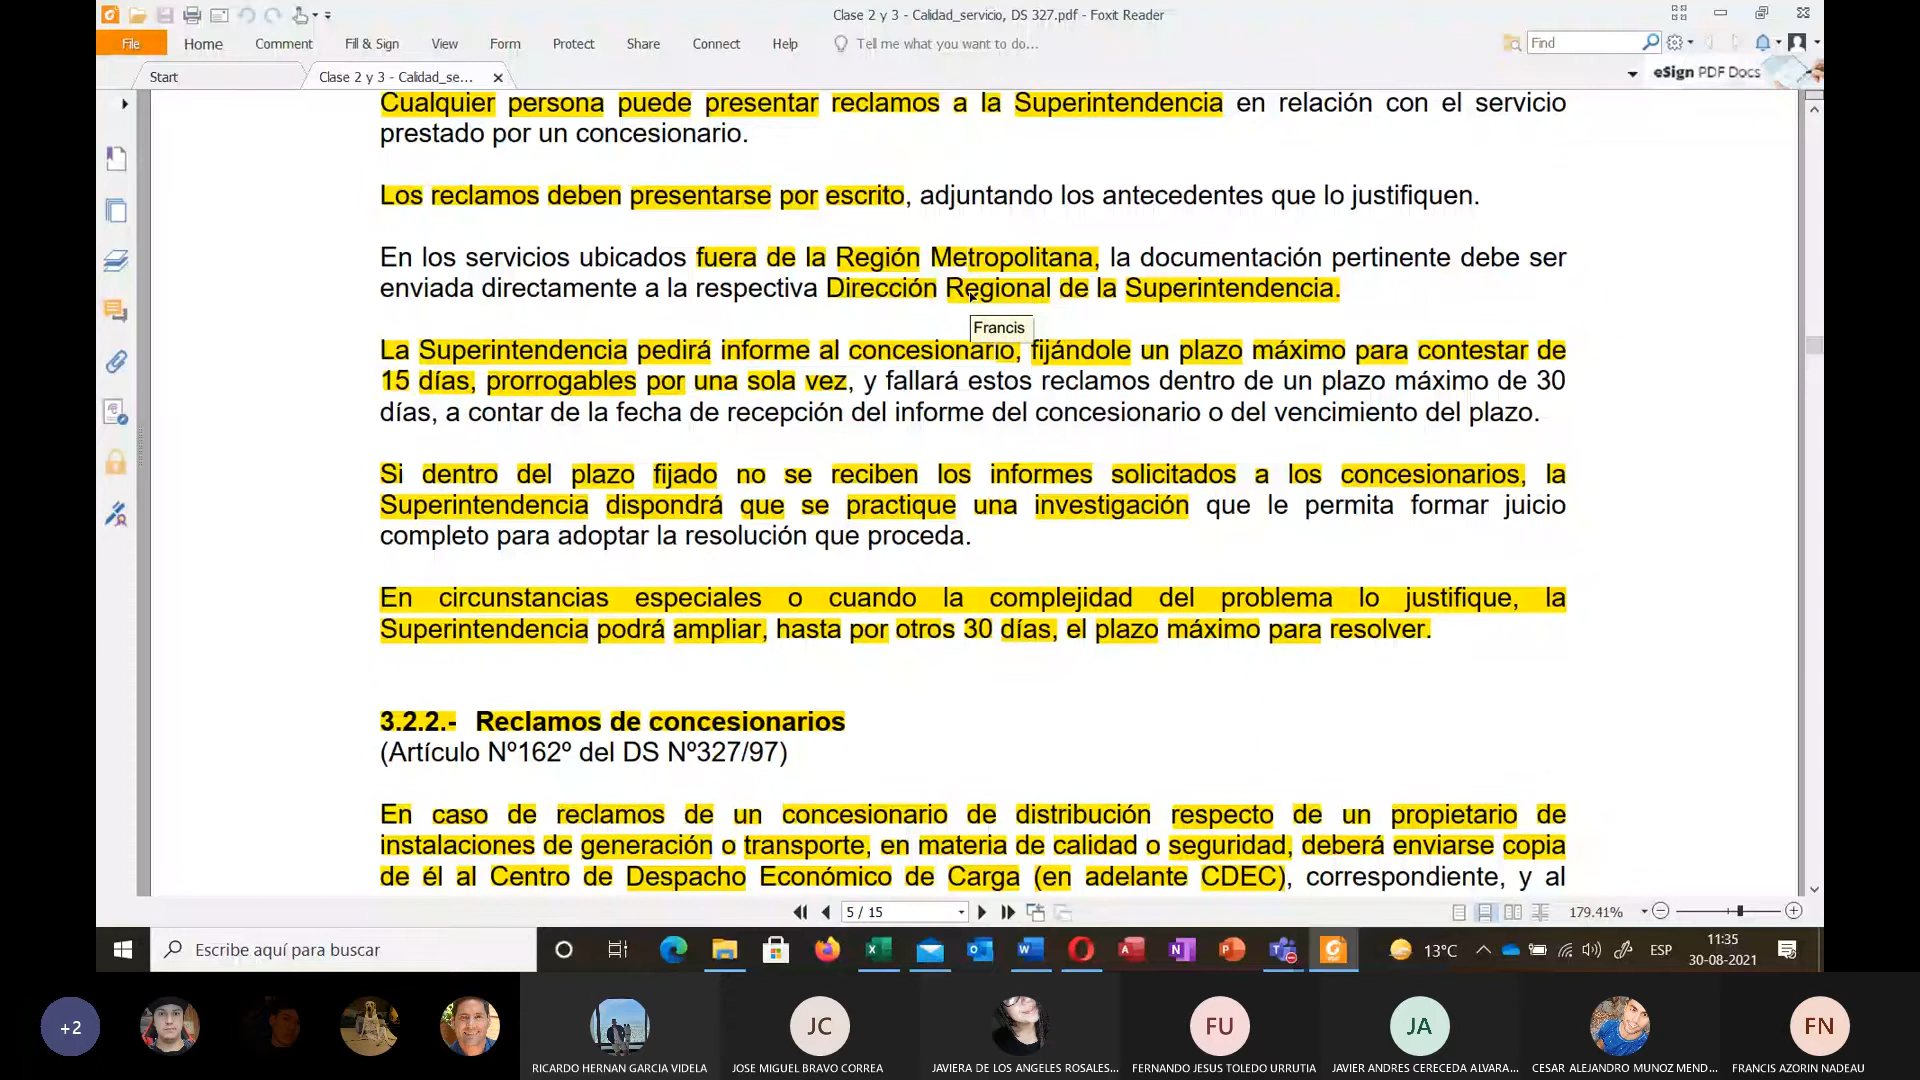 Clase 2 y 3 - Calidad_servicio, DS 327.pdf - Foxit Reader
File Home Comment Fill & Sign View Form Protect Share Connect Help Tell me what you want to do... Find
Start Clase 2 y 3 - Calidad_se... eSign PDF Docs
Cualquier persona puede presentar reclamos a la Superintendencia en relación con el servicio
prestado por un concesionario.
Los reclamos deben presentarse por escrito, adjuntando los antecedentes que lo justifiquen.
En los servicios ubicados fuera de la Región Metropolitana, la documentación pertinente debe ser
enviada directamente a la respectiva Dirección Regional de la Superintendencia.
Francis
La Superintendencia pedirá informe al concesionario, fijándole un plazo máximo para contestar de
15 días, prorrogables por una sola vez, y fallará estos reclamos dentro de un plazo máximo de 30
días, a contar de la fecha de recepción del informe del concesionario o del vencimiento del plazo.
Si dentro del plazo fijado no se reciben los informes solicitados a los concesionarios, la
Superintendencia dispondrá que se practique una investigación que le permita formar juicio
completo para adoptar la resolución que proceda.
En circunstancias especiales o cuando la complejidad del problema lo justifique, la
Superintendencia podrá ampliar, hasta por otros 30 días, el plazo máximo para resolver.
3.2.2.- Reclamos de concesionarios
(Artículo Nº162º del DS Nº327/97)
En caso de reclamos de un concesionario de distribución respecto de un propietario de
instalaciones de generación o transporte, en materia de calidad o seguridad, deberá enviarse copia
de él al Centro de Despacho Económico de Carga (en adelante CDEC), correspondiente, y al
5 / 15 179.41%
Escribe aquí para buscar 13°C ESP 11:35
30-08-2021
+2 JC FU JA FN
RICARDO HERNAN GARCIA VIDELA JOSE MIGUEL BRAVO CORREA JAVIERA DE LOS ANGELES ROSALES... FERNANDO JESUS TOLEDO URRUTIA JAVIER ANDRES CERECEDA ALVARA... CESAR ALEJANDRO MUNOZ MEND... FRANCIS AZORIN NADEAU